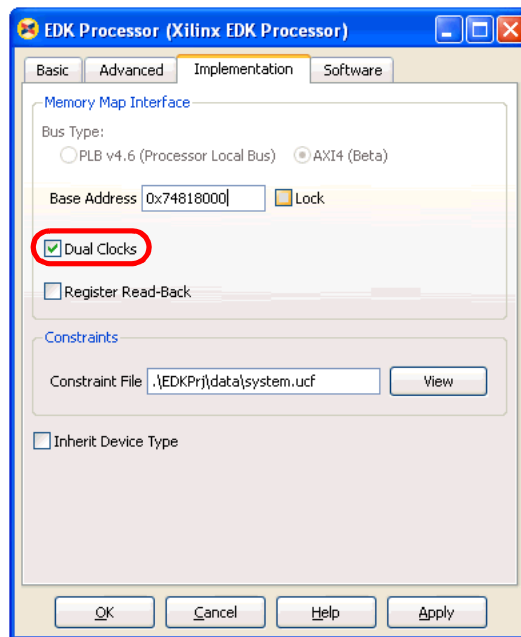 EDK Processor (Xilinx EDK Processor)
Basic Advanced Implementation Software
Memory Map Interface
Bus Type:
PLB v4.6 (Processor Local Bus) AXI4 (Beta)
Base Address 0x74818000 Lock
Dual Clocks
Register Read-Back
Constraints
Constraint File .\EDKPrj\data\system.ucf View
Inherit Device Type
OK Cancel Help Apply